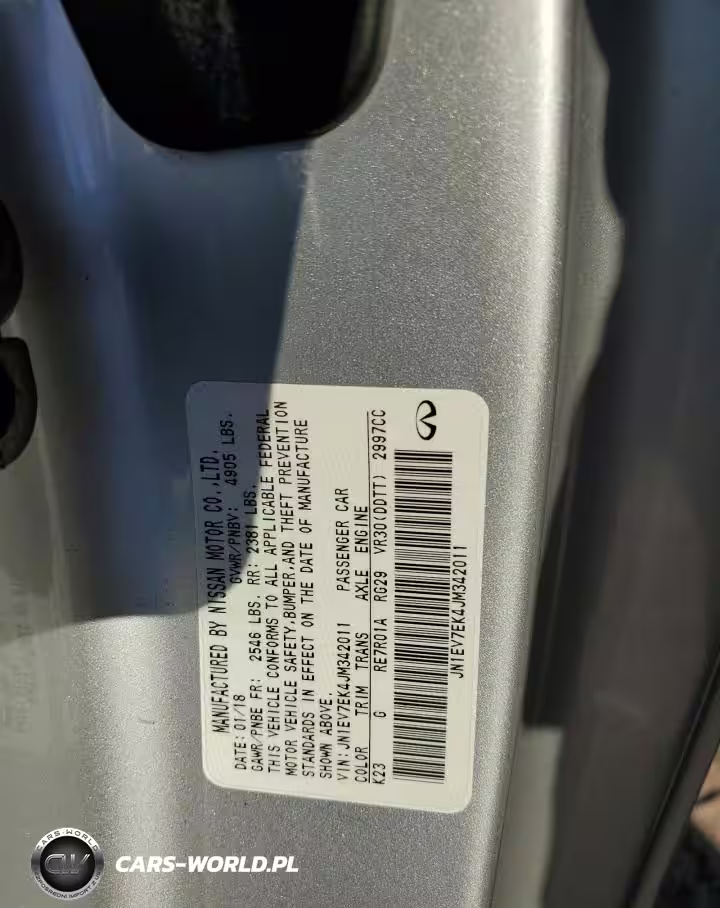 MANUFACTURED BY NISSAN MOTOR CO.,LTD.
DATE: 01/18 GVWR/PNBV: 4905 LBS.
GAWR/PNBE FR: 2546 LBS. RR: 2381 LBS.
THIS VEHICLE CONFORMS TO ALL APPLICABLE FEDERAL
MOTOR VEHICLE SAFETY,BUMPER,AND THEFT PREVENTION
STANDARDS IN EFFECT ON THE DATE OF MANUFACTURE
SHOWN ABOVE.
VIN:JN1EV7EK4JM342011 PASSENGER CAR
COLOR TRIM TRANS AXLE ENGINE
K23 G RE7R01A RG29 VR30(DDTT) 2997CC
JN1EV7EK4JM342011
CARS-WORLD
CW
CARS-WORLD.PL